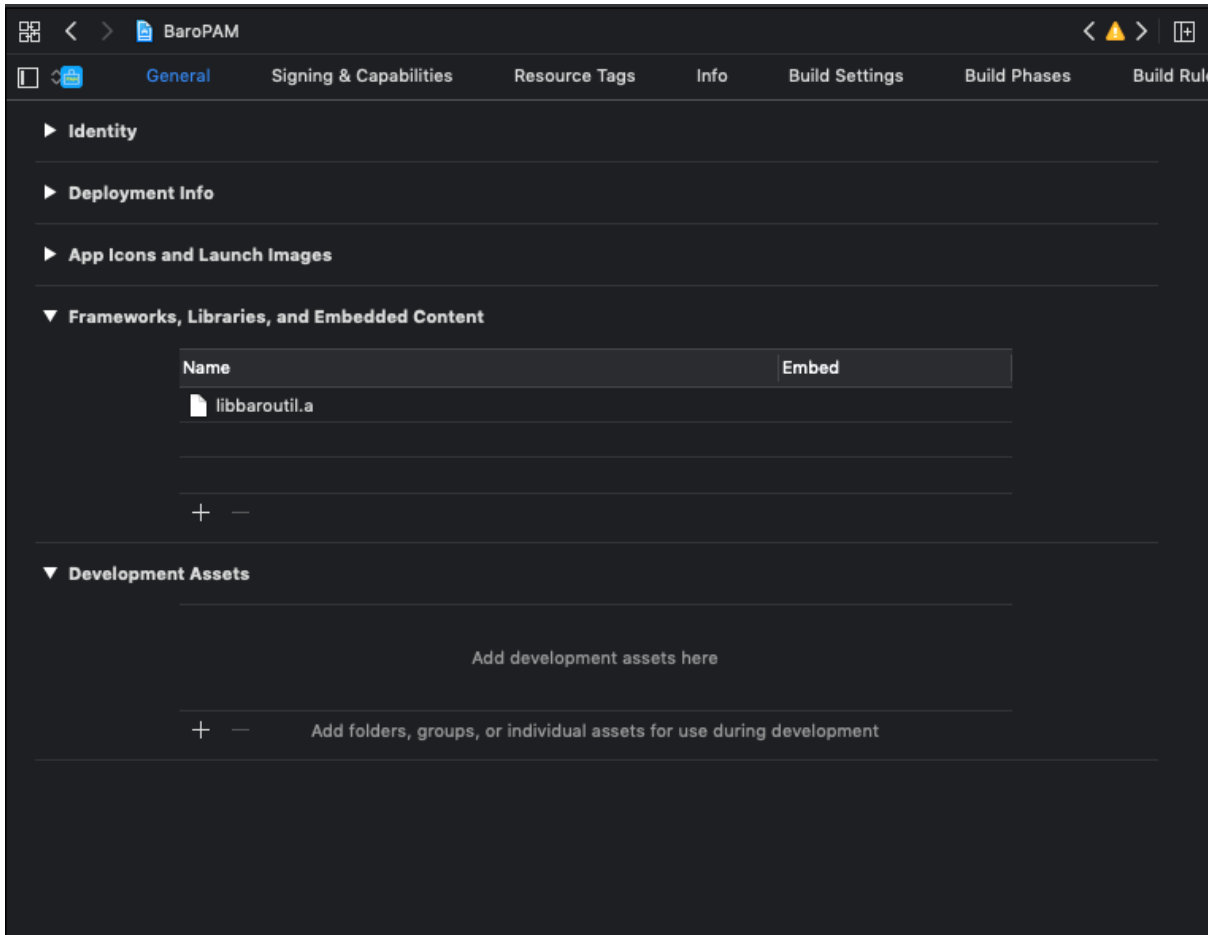 BaroPAM
General Signing & Capabilities Resource Tags Info Build Settings Build Phases Build Rul
Identity
Deployment Info
App Icons and Launch Images
Frameworks, Libraries, and Embedded Content
Name Embed
libbaroutil.a
Development Assets
Add development assets here
Add folders, groups, or individual assets for use during development